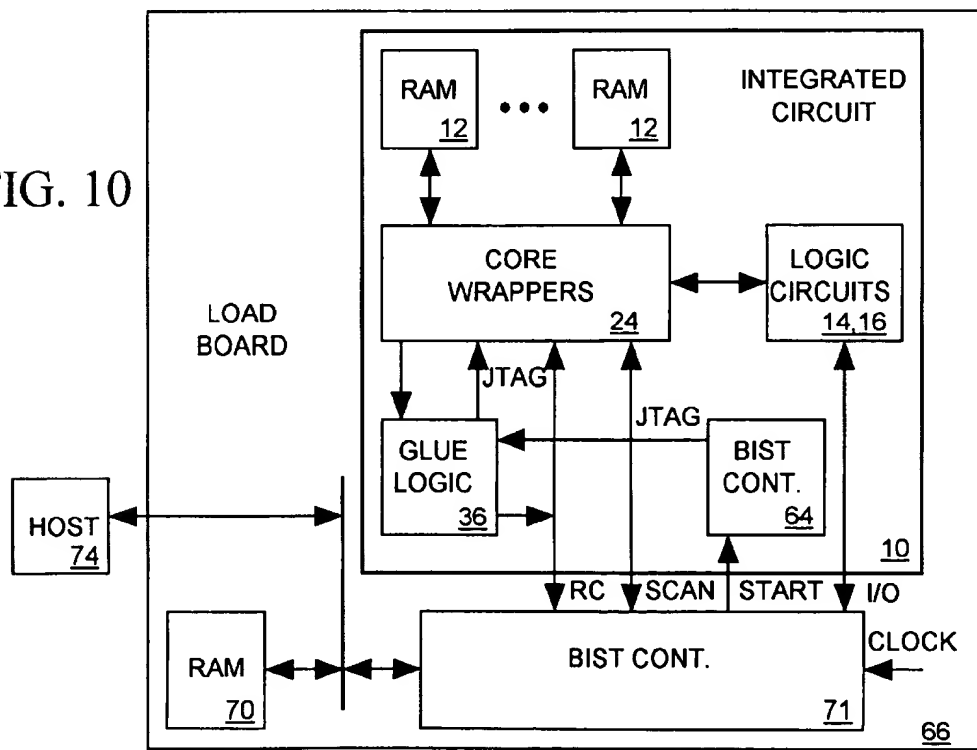 FIG. 10
RAM
12
RAM
12
INTEGRATED
CIRCUIT
CORE
WRAPPERS
24
LOGIC
CIRCUITS
14,16
LOAD
BOARD
JTAG
JTAG
GLUE
LOGIC
36
BIST
CONT.
64
10
HOST
74
RC
SCAN
START
I/O
CLOCK
RAM
70
BIST CONT.
71
66